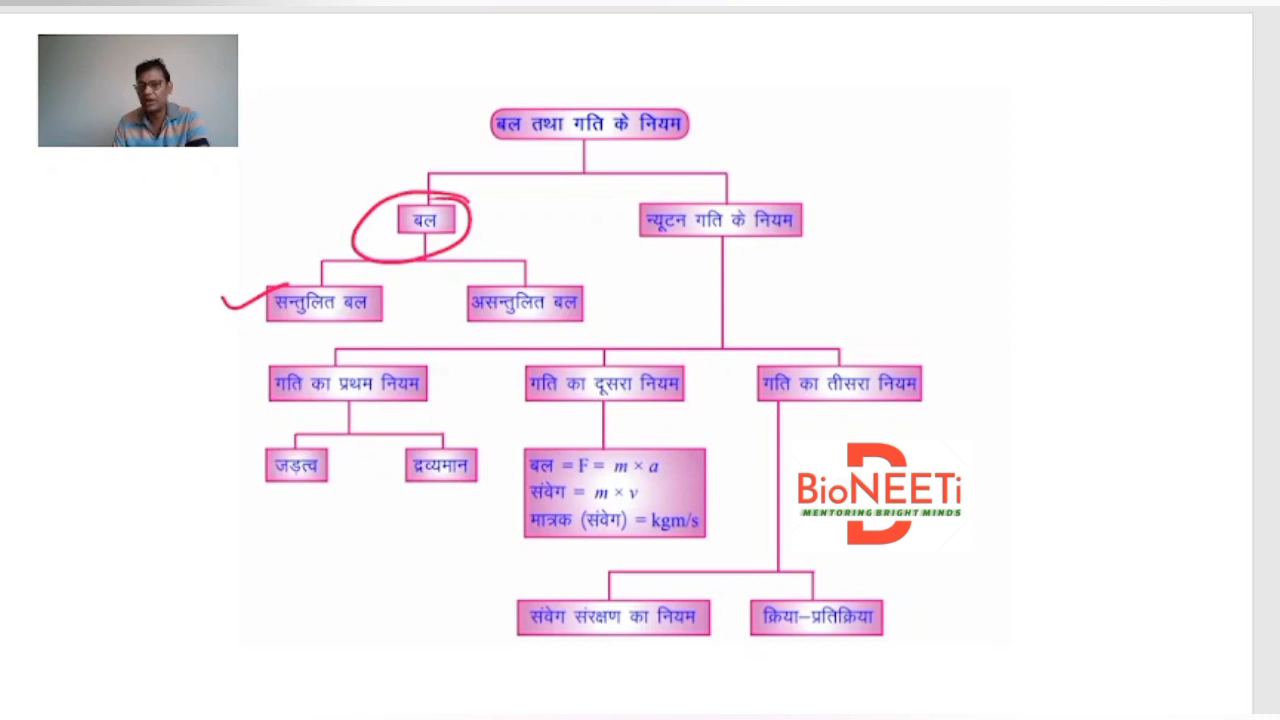 बल तथा गति के नियम
बल
न्यूटन गति के नियम
सन्तुलित बल
असन्तुलित बल
गति का प्रथम नियम
गति का दूसरा नियम
गति का तीसरा नियम
जड़त्व
द्रव्यमान
बल = F = m × a
संवेग = m × v
मात्रक (संवेग) = kgm/s
BioNEETi
MENTORING BRIGHT MINDS
संवेग संरक्षण का नियम
क्रिया–प्रतिक्रिया